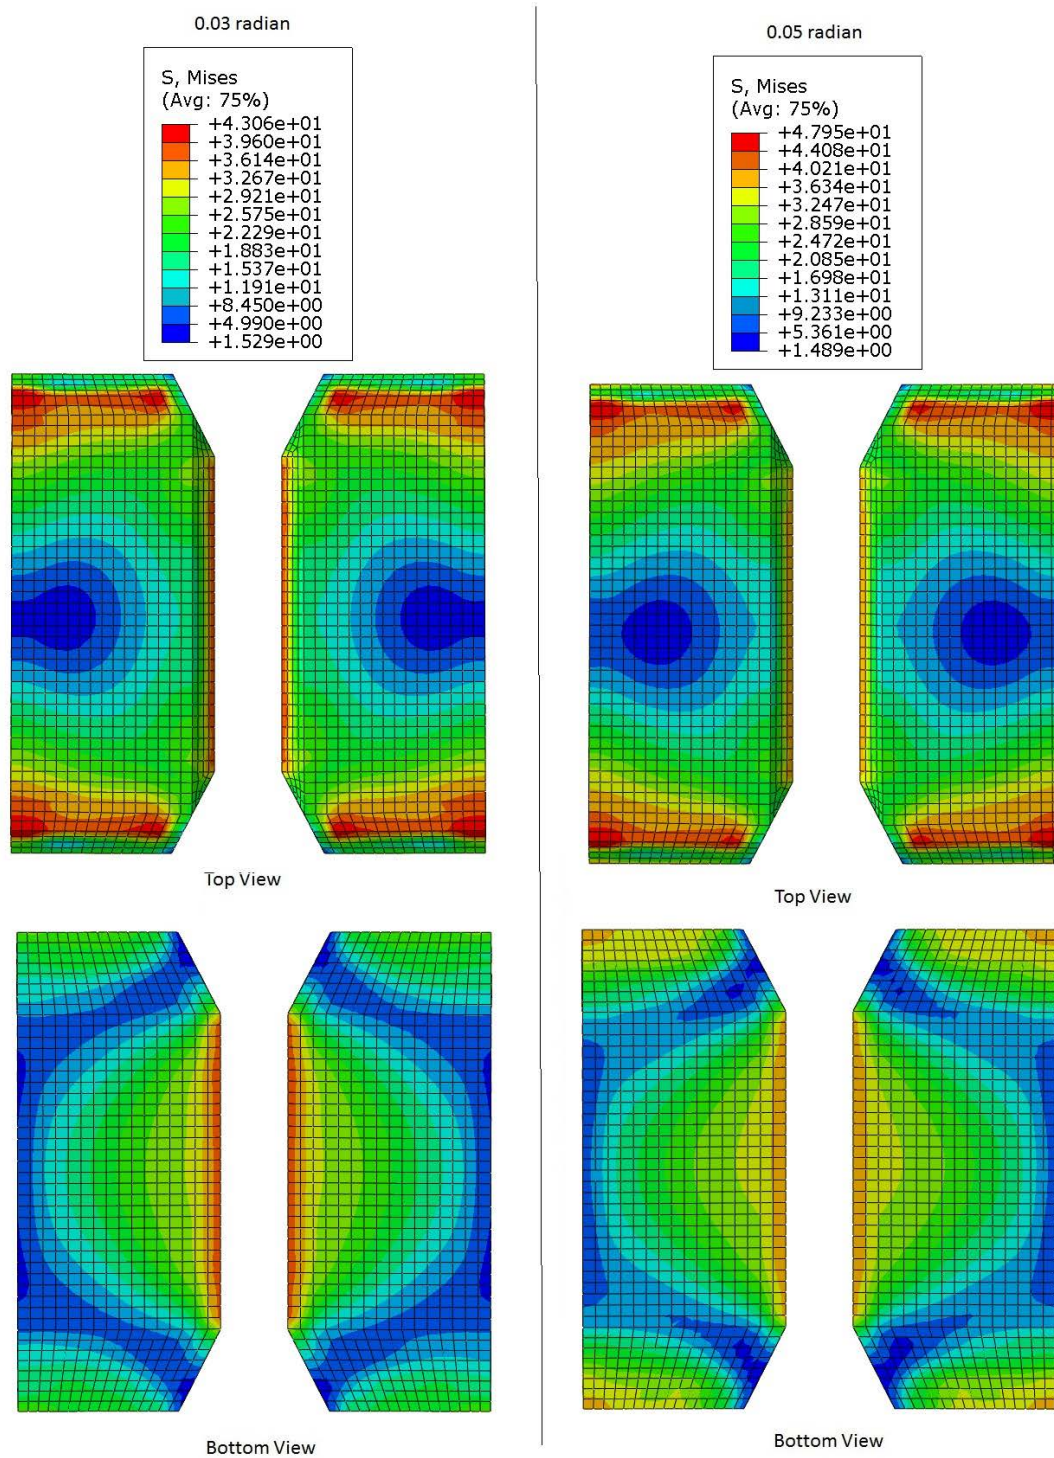 0.03 radian
S, Mises
(Avg: 75%)
+4.306e+01
+3.960e+01
+3.614e+01
+3.267e+01
+2.921e+01
+2.575e+01
+2.229e+01
+1.883e+01
+1.537e+01
+1.191e+01
+8.450e+00
+4.990e+00
+1.529e+00
Top View
Bottom View
0.05 radian
S, Mises
(Avg: 75%)
+4.795e+01
+4.408e+01
+4.021e+01
+3.634e+01
+3.247e+01
+2.859e+01
+2.472e+01
+2.085e+01
+1.698e+01
+1.311e+01
+9.233e+00
+5.361e+00
+1.489e+00
Top View
Bottom View